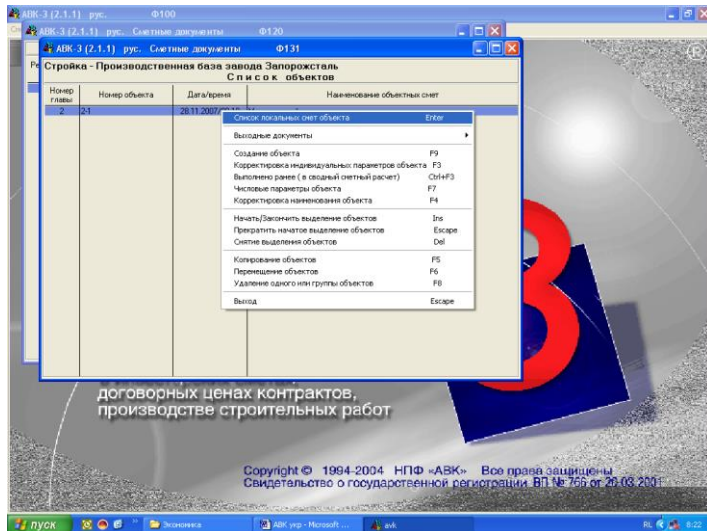 АВК-3 (2.1.1) рус. Ф100
АВК-3 (2.1.1) рус. Сметные документы Ф120
АВК-3 (2.1.1) рус. Сметные документы Ф131
Ре
Стройка - Производственная база завода Запорожсталь
Список объектов
Номер главы
Номер объекта
Дата/время
Наименование объектных смет
2 2-1 28.11.2007
Список локальных смет объекта Enter
Выходные документы
Создание объекта F9
Корректировка индивидуальных параметров объекта F3
Выполнено ранее ( в сводный сметный расчет) Ctrl+F3
Числовые параметры объекта F7
Корректировка наименования объекта F4
Начать/Закончить выделение объектов Ins
Прекратить начатое выделение объектов Escape
Снятие выделения объектов Del
Копирование объектов F5
Перемещение объектов F6
Удаление одного или группы объектов F8
Выход Escape
договорных ценах контрактов,
производстве строительных работ
Copyright © 1994-2004 НПФ «АВК» Все права защищены
Свидетельство о государственной регистрации ВП № 766 от 20-03-2001
пуск
Экономика
АВК укр - Microsoft ...
avk
RL
8:22